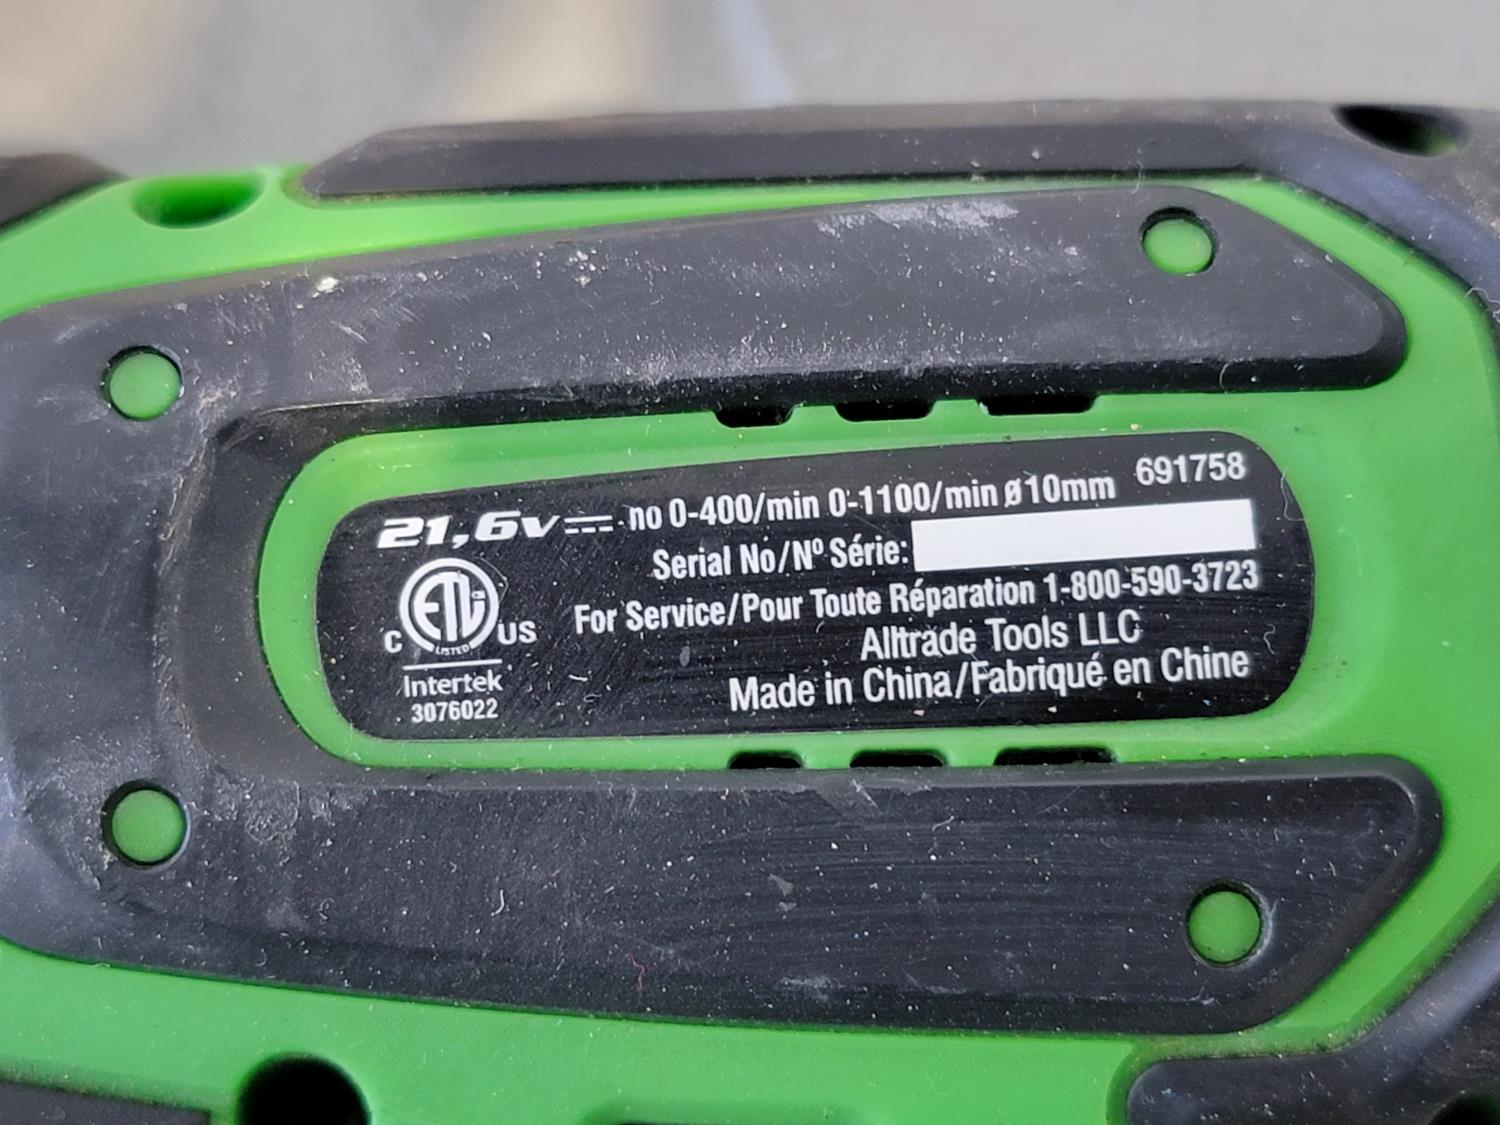 691758
21,6v no 0-400/min 0-1100/min ø10mm
Serial No/Nº Série:
For Service/Pour Toute Réparation 1-800-590-3723
Alltrade Tools LLC
Made in China/Fabriqué en Chine
ETL
C US
LISTED
Intertek
3076022